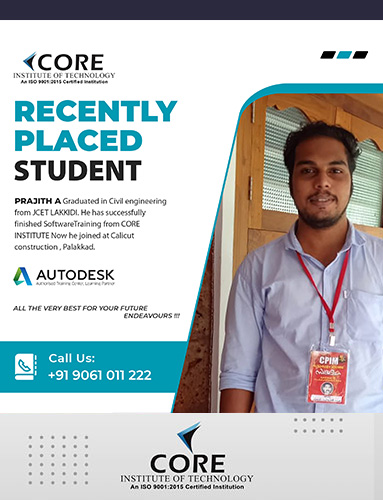 CORE
INSTITUTE OF TECHNOLOGY
An ISO 9001:2015 Certified Institution
RECENTLY
PLACED
STUDENT
PRAJITH A Graduated in Civil engineering
from JCET LAKKIDI. He has successfully
finished SoftwareTraining from CORE
INSTITUTE Now he joined at Calicut
construction , Palakkad.
AUTODESK
Authorised Training Center, Learning Partner
ALL THE VERY BEST FOR YOUR FUTURE
ENDEAVOURS !!!
Call Us:
+91 9061 011 222
CPIM
CORE
INSTITUTE OF TECHNOLOGY
An ISO 9001:2015 Certified Institution